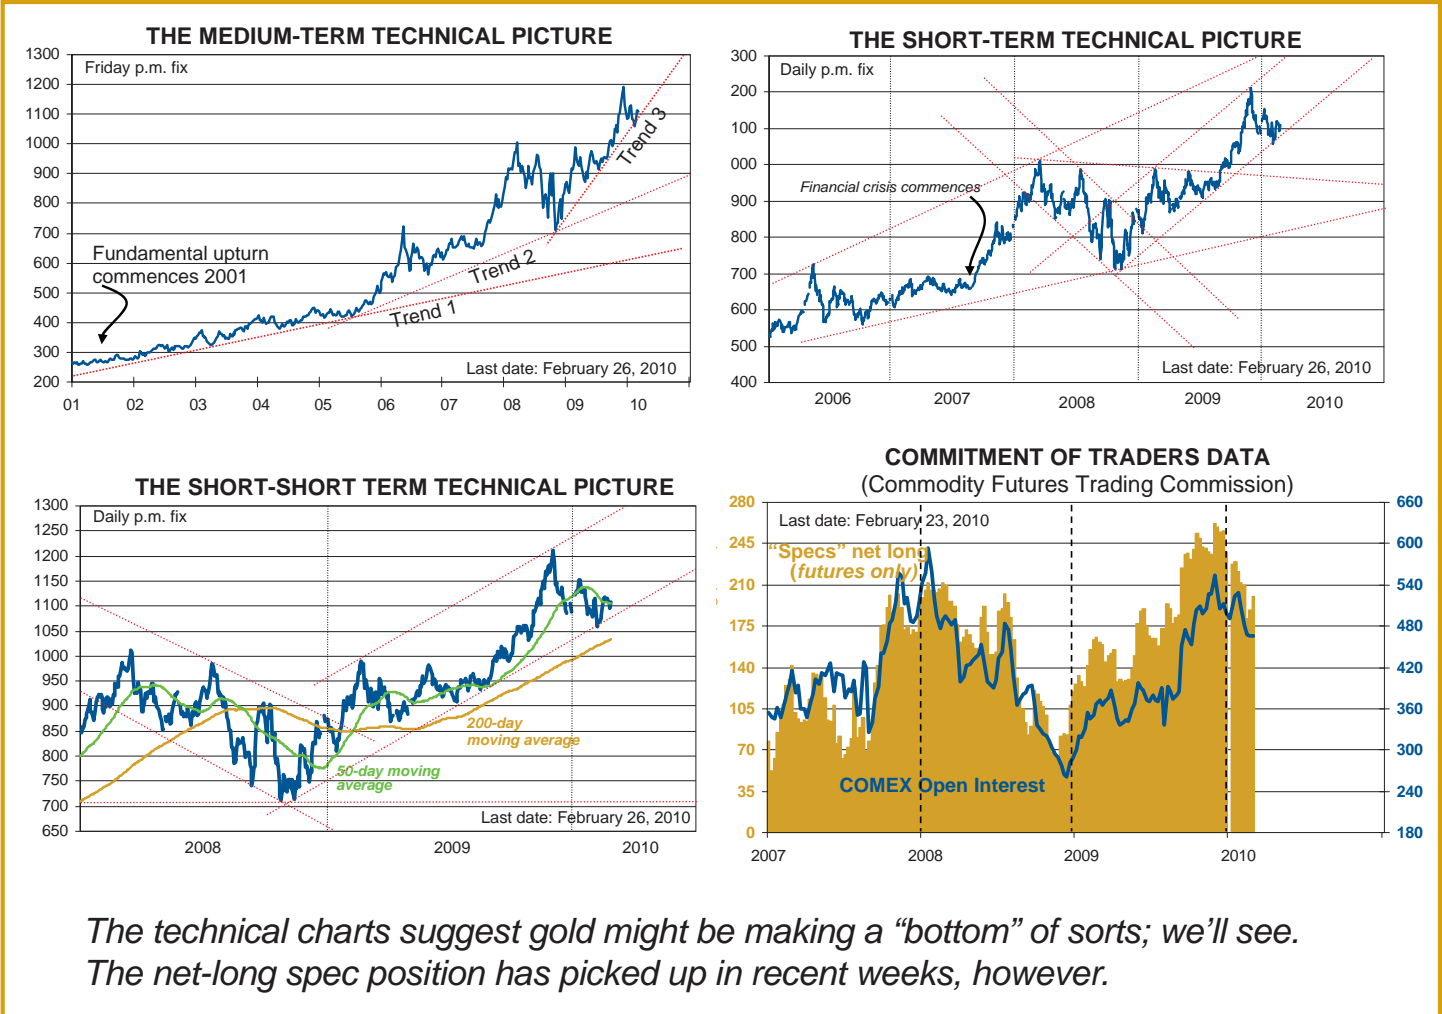 THE MEDIUM-TERM TECHNICAL PICTURE
1300
1200
1100
1000
900
800
700
600
500
400
300
200
Friday p.m. fix
Fundamental upturn
commences 2001
Trend 1
Trend 2
Trend 3
Last date: February 26, 2010
01 02 03 04 05 06 07 08 09 10
THE SHORT-TERM TECHNICAL PICTURE
300
200
100
000
900
800
700
600
500
400
Daily p.m. fix
Financial crisis commences
Last date: February 26, 2010
2006 2007 2008 2009 2010
THE SHORT-SHORT TERM TECHNICAL PICTURE
1300
1250
1200
1150
1100
1050
1000
950
900
850
800
750
700
650
Daily p.m. fix
200-day
moving average
50-day moving
average
Last date: February 26, 2010
2008 2009 2010
COMMITMENT OF TRADERS DATA
(Commodity Futures Trading Commission)
280
245
210
175
140
105
70
35
0
Last date: February 23, 2010
“Specs” net long
(futures only)
COMEX Open Interest
660
600
540
480
420
360
300
240
180
2007 2008 2009 2010
The technical charts suggest gold might be making a “bottom” of sorts; we’ll see.
The net-long spec position has picked up in recent weeks, however.